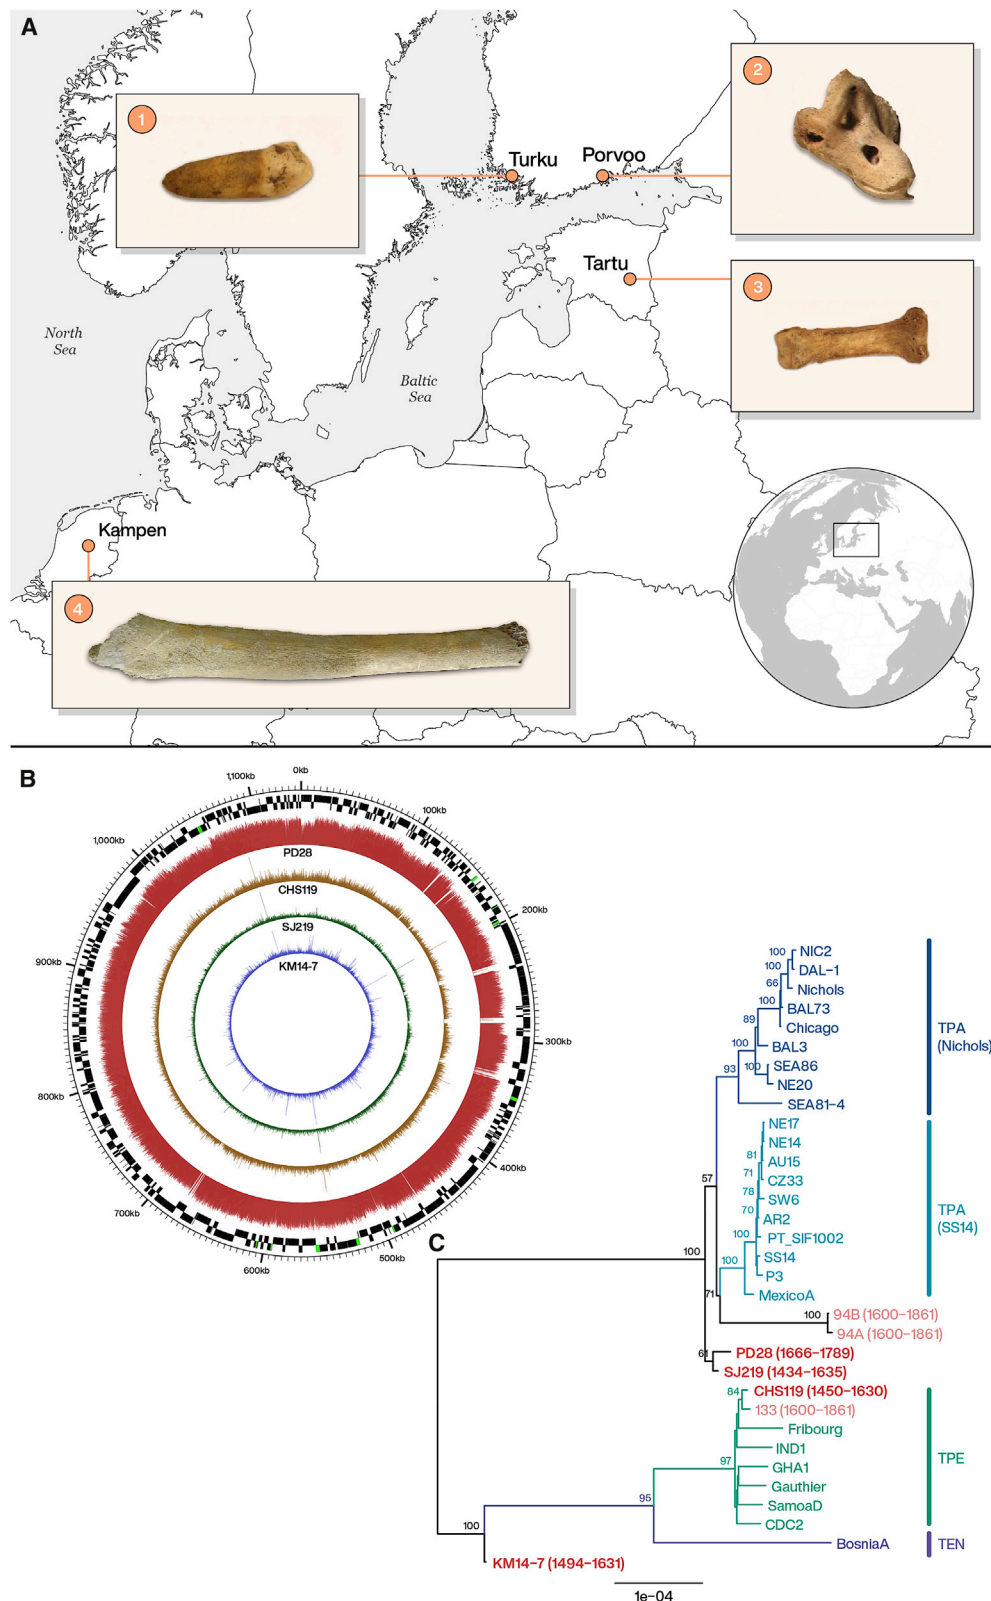 A
1
2
Turku
Porvoo
Tartu
3
North
Sea
Baltic
Sea
Kampen
4
B
0kb
100kb
200kb
300kb
400kb
500kb
600kb
700kb
800kb
900kb
1,000kb
1,100kb
PD28
CHS119
SJ219
KM14-7
C
100
NIC2
100
DAL-1
66
Nichols
100
BAL73
89
Chicago
100
BAL3
93
100
SEA86
NE20
SEA81-4
TPA
(Nichols)
NE17
NE14
81
AU15
71
CZ33
78
SW6
70
AR2
100
PT_SIF1002
SS14
100
P3
MexicoA
TPA
(SS14)
57
100
71
100
94B (1600-1861)
94A (1600-1861)
61
PD28 (1666-1789)
SJ219 (1434-1635)
84
CHS119 (1450-1630)
133 (1600-1861)
Fribourg
IND1
97
GHA1
Gauthier
SamoaD
CDC2
TPE
95
BosniaA
TEN
100
KM14-7 (1494-1631)
1e-04